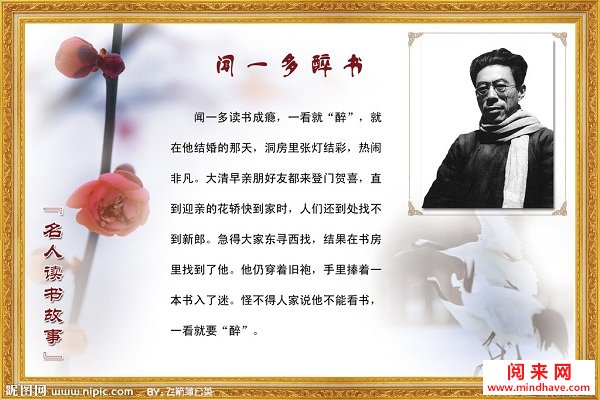 闻一多醉书
闻一多读书成瘾，一看就“醉”，就
在他结婚的那天，洞房里张灯结彩，热闹
非凡。大清早亲朋好友都来登门贺喜，直
到迎亲的花轿快到家时，人们还到处找不
到新郎。急得大家东寻西找，结果在书房
里找到了他。他仍穿着旧袍，手里捧着一
本书入了迷。怪不得人家说他不能看书，
一看就要“醉”。
『名人读书故事』
昵图网 www.nipic.com
BY:
阅来网
www.mindhave.com